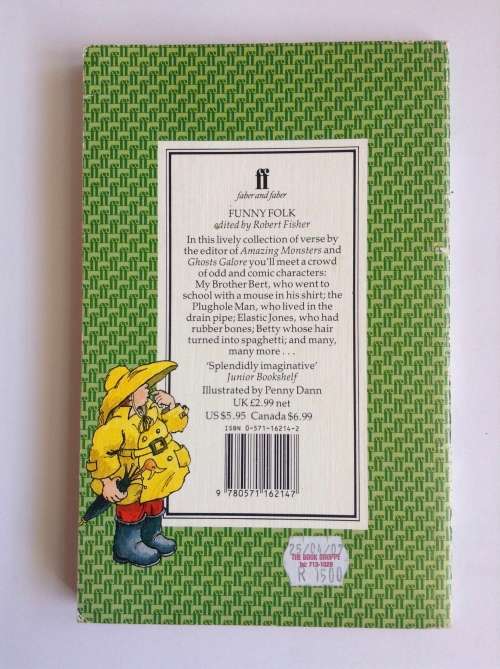 ff
faber and faber
FUNNY FOLK
edited by Robert Fisher
In this lively collection of verse by
the editor of Amazing Monsters and
Ghosts Galore you'll meet a crowd
of odd and comic characters:
My Brother Bert, who went to
school with a mouse in his shirt; the
Plughole Man, who lived in the
drain pipe; Elastic Jones, who had
rubber bones; Betty whose hair
turned into spaghetti; and many,
many more . . .
'Splendidly imaginative'
Junior Bookshelf
Illustrated by Penny Dann
UK £2.99 net
US $5.95 Canada $6.99
ISBN 0-571-16214-2
9 780571 162147
25/04/02
THE BOOK SHOPPE
R 1500